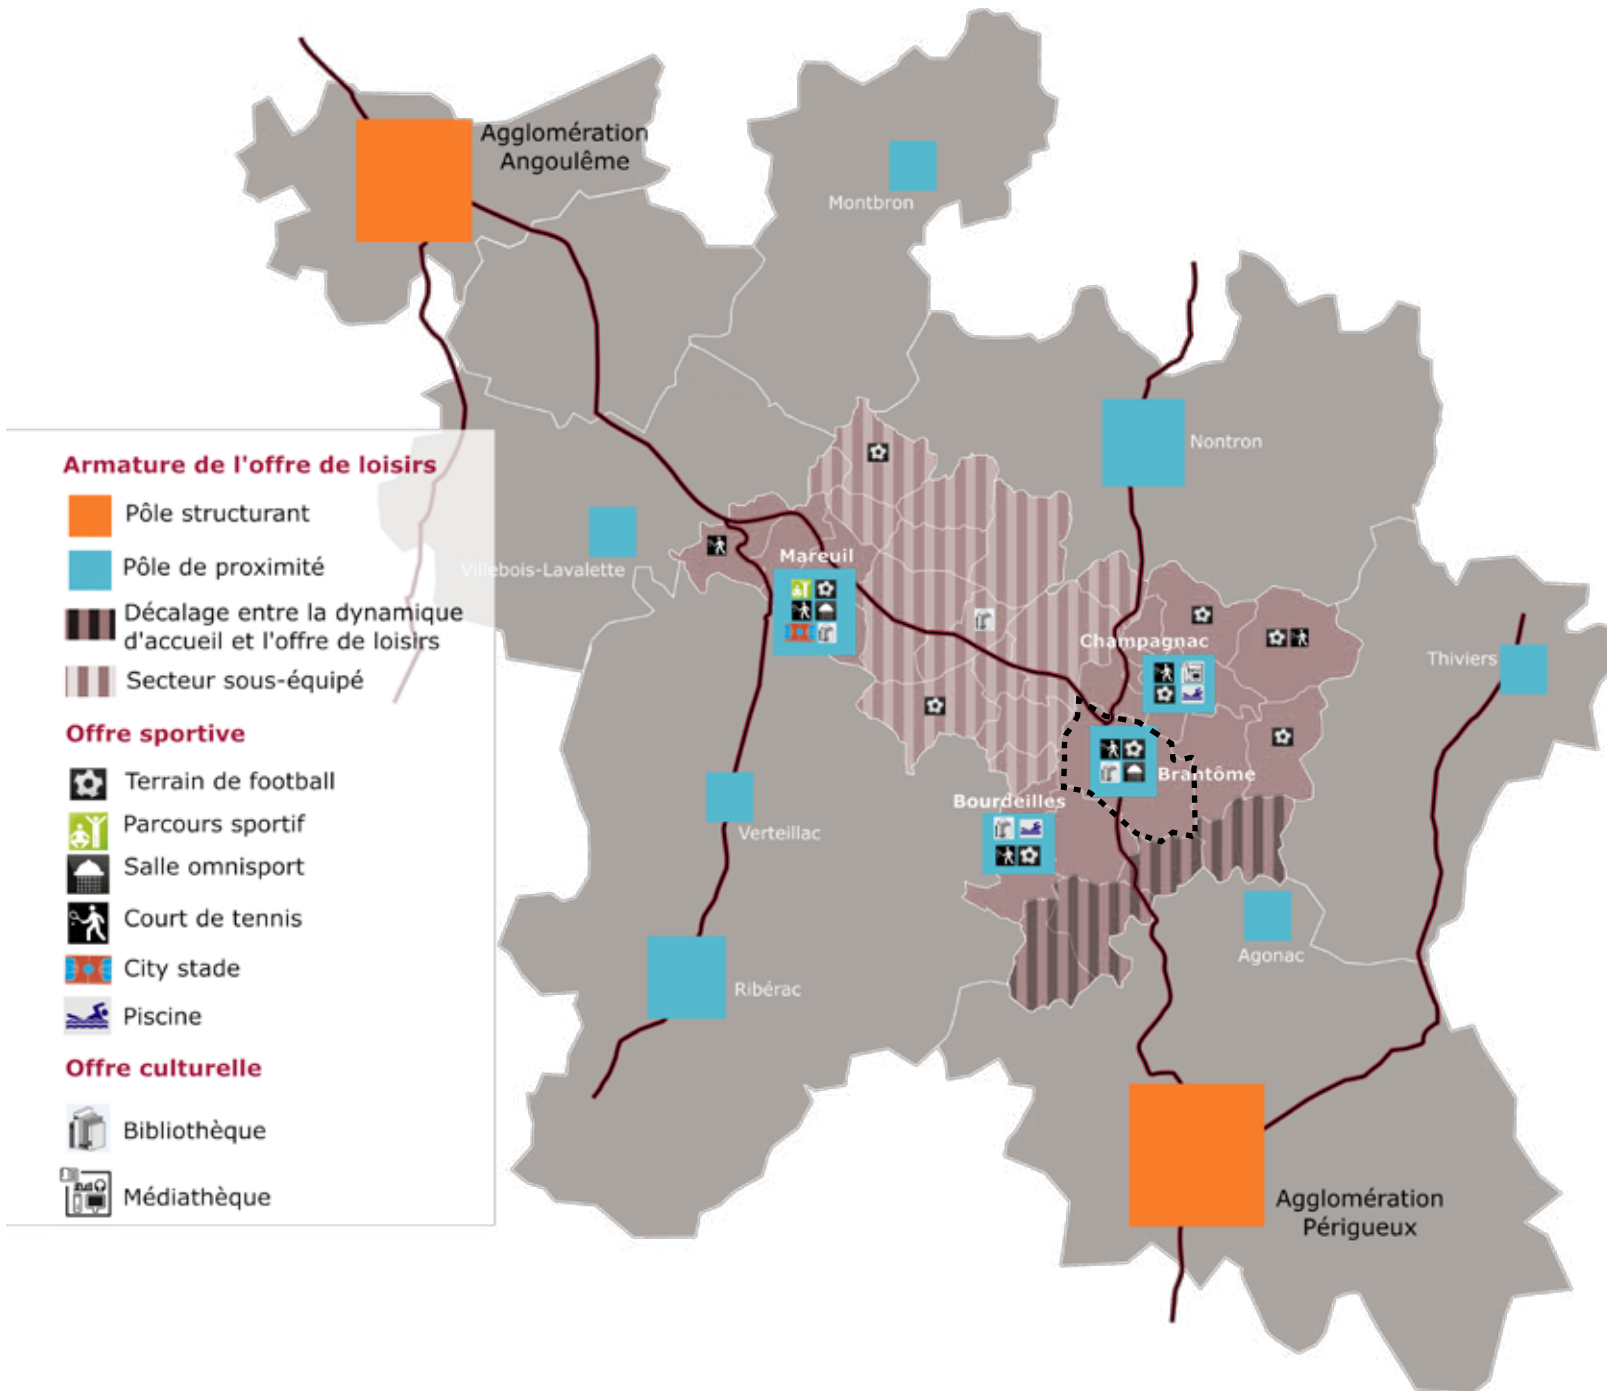 Agglomération
Angoulême
Montbron
Nontron
Armature de l'offre de loisirs
Pôle structurant
Pôle de proximité
Décalage entre la dynamique
d'accueil et l'offre de loisirs
Secteur sous-équipé
Offre sportive
Terrain de football
Parcours sportif
Salle omnisport
Court de tennis
City stade
Piscine
Offre culturelle
Bibliothèque
Médiathèque
Villebois-Lavalette
Mareuil
Champagnac
Thiviers
Brantôme
Bourdeilles
Verteillac
Agonac
Ribérac
Agglomération
Périgueux